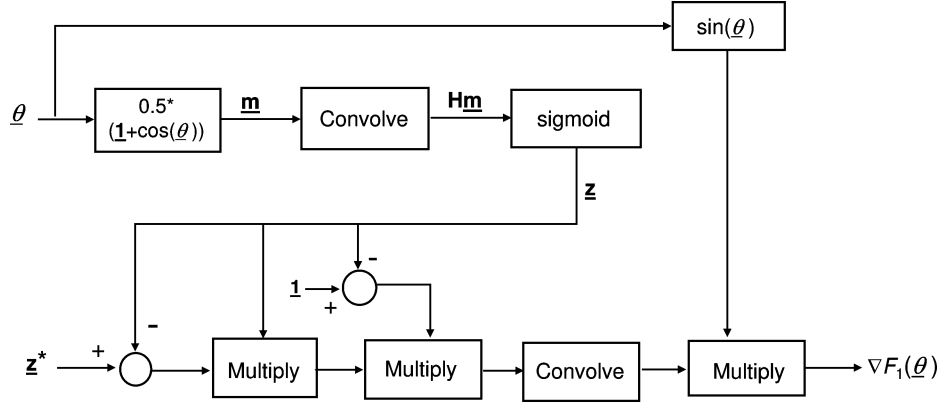 sin(θ)
θ
0.5*
(1+cos(θ))
m
Convolve
Hm
sigmoid
z
-
1
+
-
z*
+
Multiply
Multiply
Convolve
Multiply
∇F₁(θ)